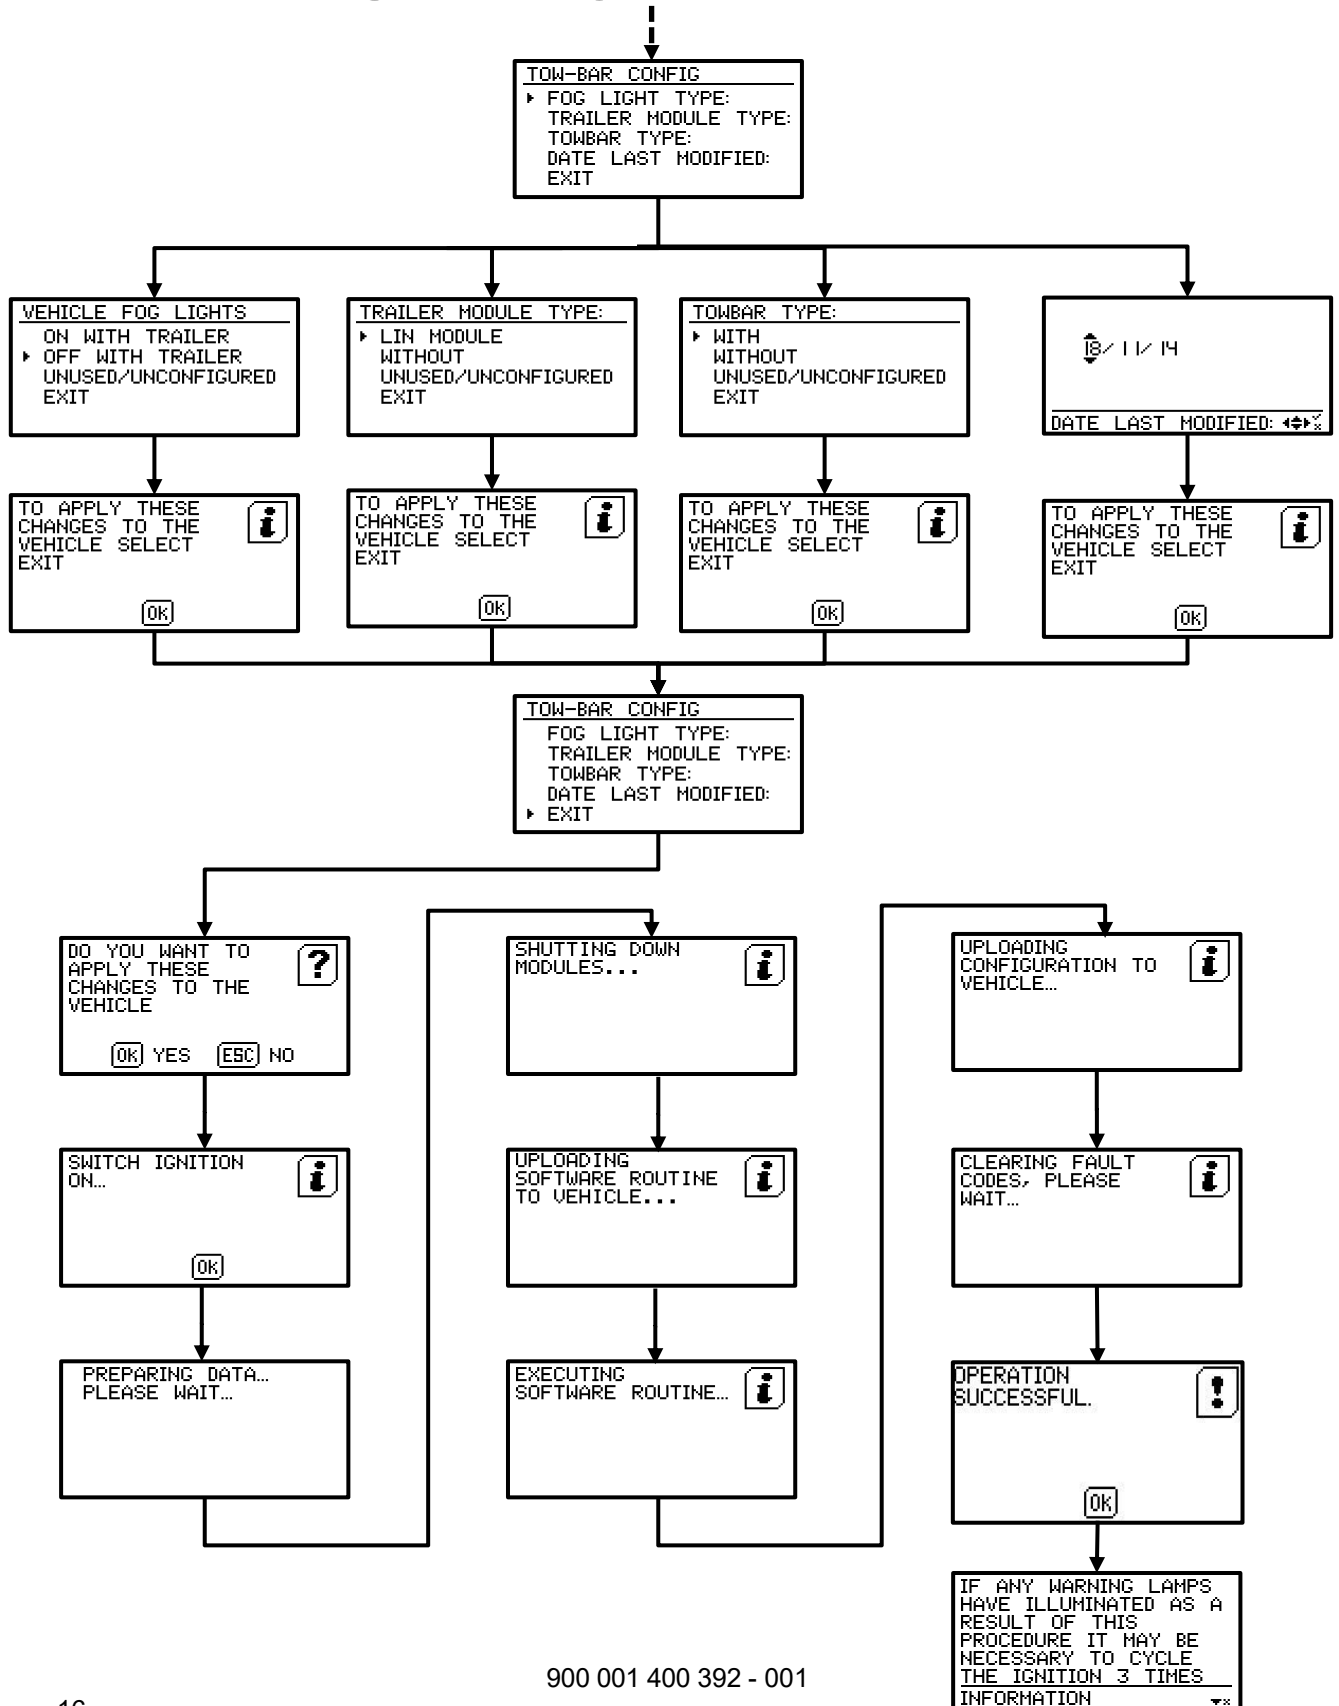 TOW-BAR CONFIG
FOG LIGHT TYPE:
TRAILER MODULE TYPE:
TOWBAR TYPE:
DATE LAST MODIFIED:
EXIT
VEHICLE FOG LIGHTS
ON WITH TRAILER
OFF WITH TRAILER
UNUSED/UNCONFIGURED
EXIT
TRAILER MODULE TYPE:
LIN MODULE
WITHOUT
UNUSED/UNCONFIGURED
EXIT
TOWBAR TYPE:
WITH
WITHOUT
UNUSED/UNCONFIGURED
EXIT
18/11/14
DATE LAST MODIFIED:
TO APPLY THESE
CHANGES TO THE
VEHICLE SELECT
EXIT
OK
TO APPLY THESE
CHANGES TO THE
VEHICLE SELECT
EXIT
OK
TO APPLY THESE
CHANGES TO THE
VEHICLE SELECT
EXIT
OK
TO APPLY THESE
CHANGES TO THE
VEHICLE SELECT
EXIT
OK
TOW-BAR CONFIG
FOG LIGHT TYPE:
TRAILER MODULE TYPE:
TOWBAR TYPE:
DATE LAST MODIFIED:
EXIT
DO YOU WANT TO
APPLY THESE
CHANGES TO THE
VEHICLE
OK YES ESC NO
SWITCH IGNITION
ON...
OK
PREPARING DATA...
PLEASE WAIT...
SHUTTING DOWN
MODULES...
UPLOADING
SOFTWARE ROUTINE
TO VEHICLE...
EXECUTING
SOFTWARE ROUTINE...
UPLOADING
CONFIGURATION TO
VEHICLE...
CLEARING FAULT
CODES, PLEASE
WAIT...
OPERATION
SUCCESSFUL.
OK
IF ANY WARNING LAMPS
HAVE ILLUMINATED AS A
RESULT OF THIS
PROCEDURE IT MAY BE
NECESSARY TO CYCLE
THE IGNITION 3 TIMES
INFORMATION
900 001 400 392 - 001